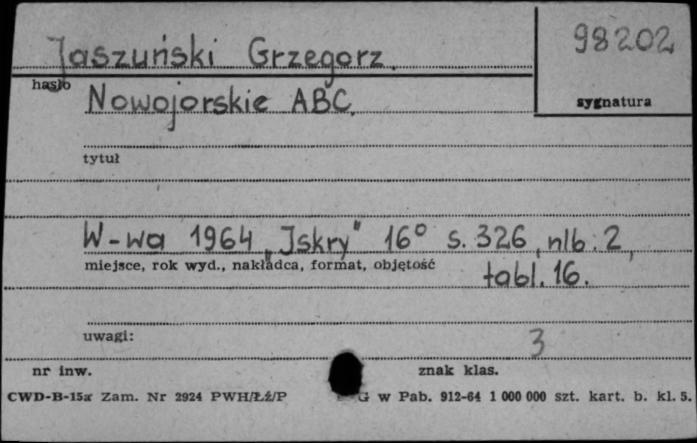 Jaszuński Grzegorz.
98202
hasło
sygnatura
Nowojorskie ABC.
tytuł
W-wa 1964 „Iskry" 16° s. 326, nlb. 2,
miejsce, rok wyd., nakładca, format, objętość
tabl. 16.
uwagi:
3
nr inw.
znak klas.
CWD-B-15a Zam. Nr 2924 PWH/Łź/P G w Pab. 912-64 1 000 000 szt. kart. b. kl. 5.